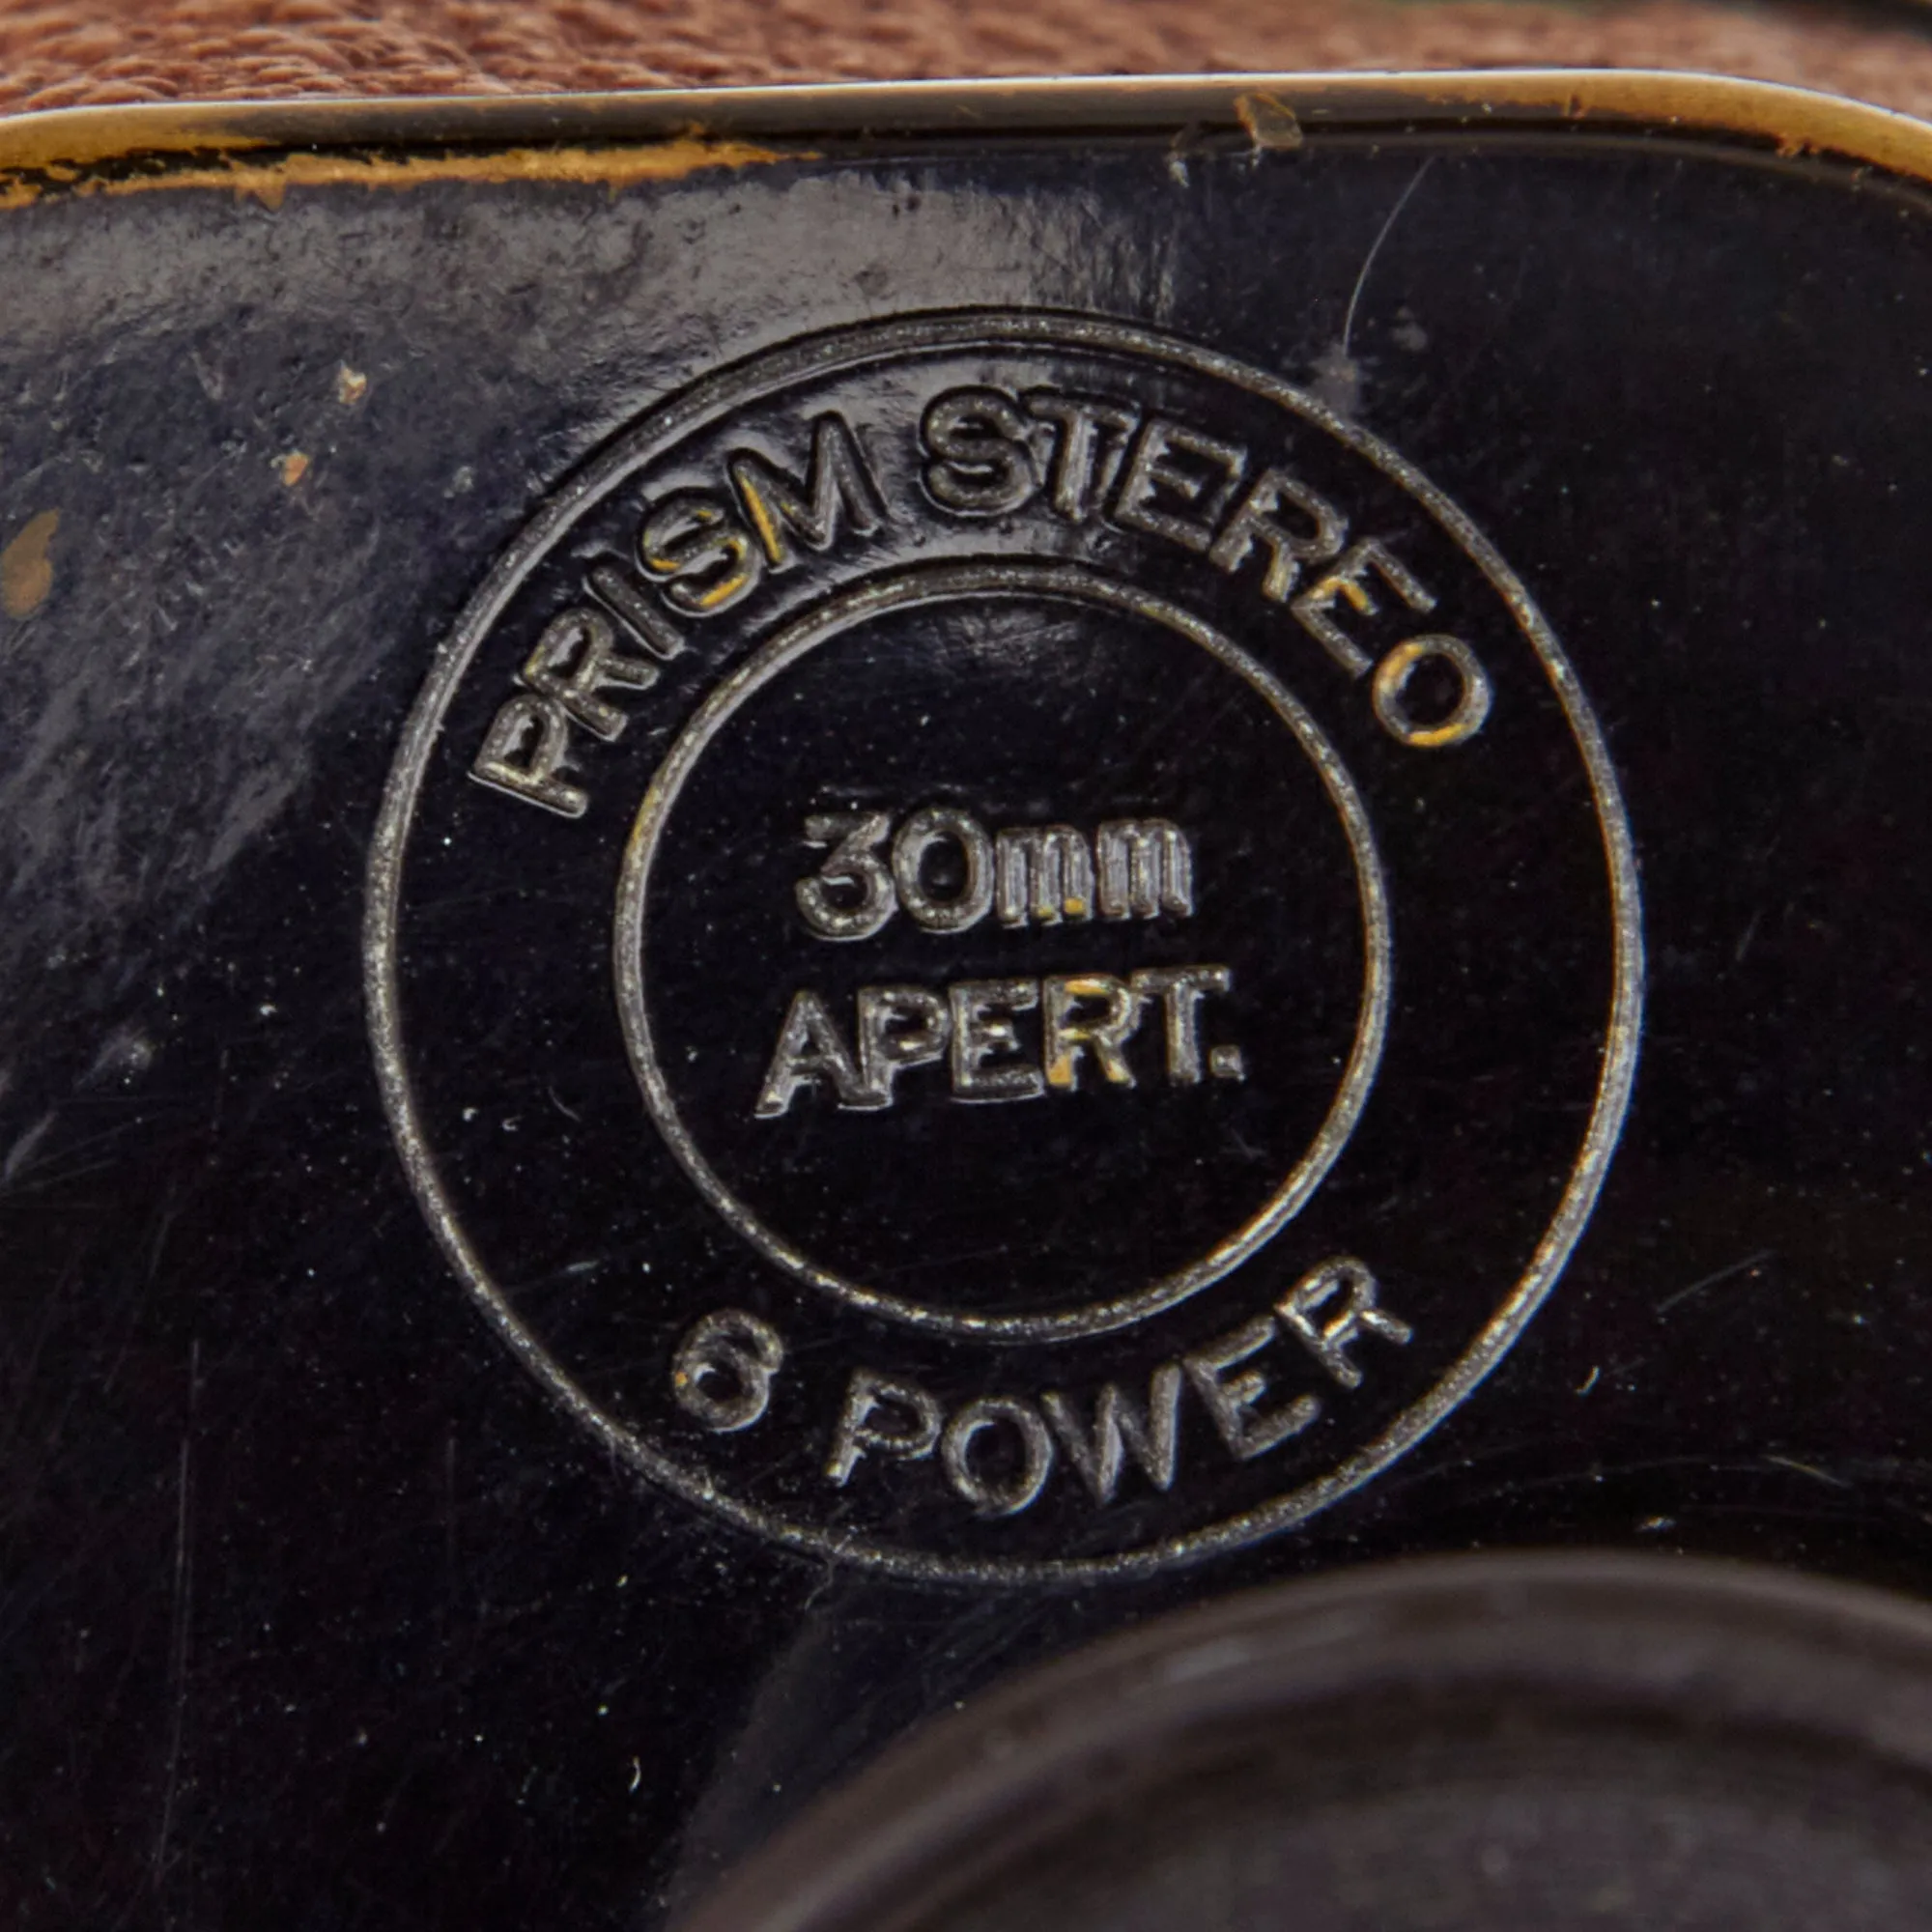 PRISM STEREO
30mm
APERT.
6 POWER